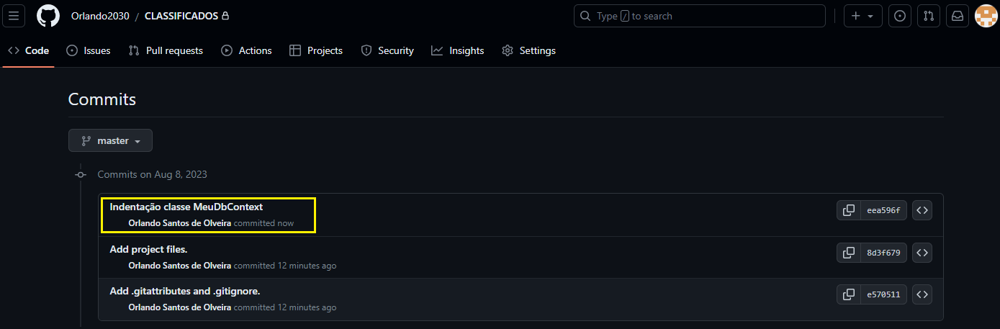 Orlando2030 / CLASSIFICADOS
Type / to search
Code Issues Pull requests Actions Projects Security Insights Settings
Commits
master
Commits on Aug 8, 2023
Indentação classe MeuDbContext
eea596f
Orlando Santos de Olveira committed now
Add project files.
8d3f679
Orlando Santos de Olveira committed 12 minutes ago
Add .gitattributes and .gitignore.
e570511
Orlando Santos de Olveira committed 12 minutes ago